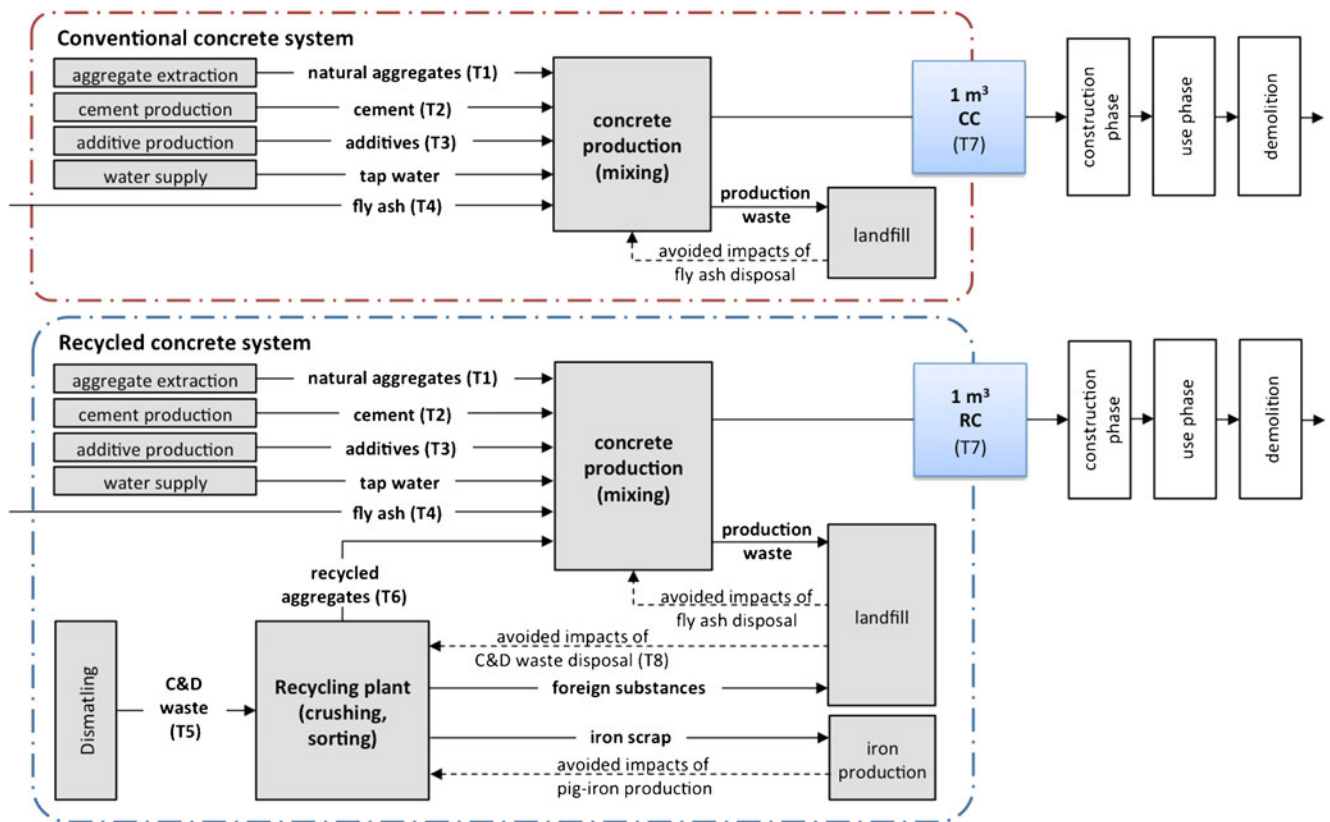 Conventional concrete system
aggregate extraction
natural aggregates (T1)
cement production
cement (T2)
additive production
additives (T3)
water supply
tap water
fly ash (T4)
concrete
production
(mixing)
production
waste
landfill
avoided impacts of
fly ash disposal
1 m³
CC
(T7)
construction
phase
use phase
demolition
Recycled concrete system
aggregate extraction
natural aggregates (T1)
cement production
cement (T2)
additive production
additives (T3)
water supply
tap water
fly ash (T4)
concrete
production
(mixing)
production
waste
recycled
aggregates (T6)
avoided impacts of
fly ash disposal
landfill
avoided impacts of
C&D waste disposal (T8)
foreign substances
Dismatling
C&D
waste
(T5)
Recycling plant
(crushing,
sorting)
iron scrap
avoided impacts of
pig-iron production
iron
production
1 m³
RC
(T7)
construction
phase
use phase
demolition